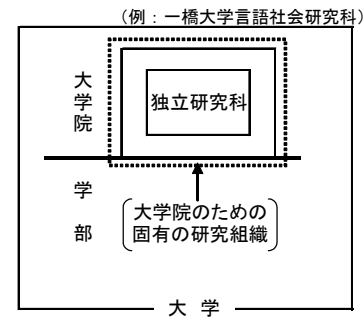 （例：一橋大学言語社会研究科）
大学院
独立研究科
学部
大学院のための
固有の研究組織
大学